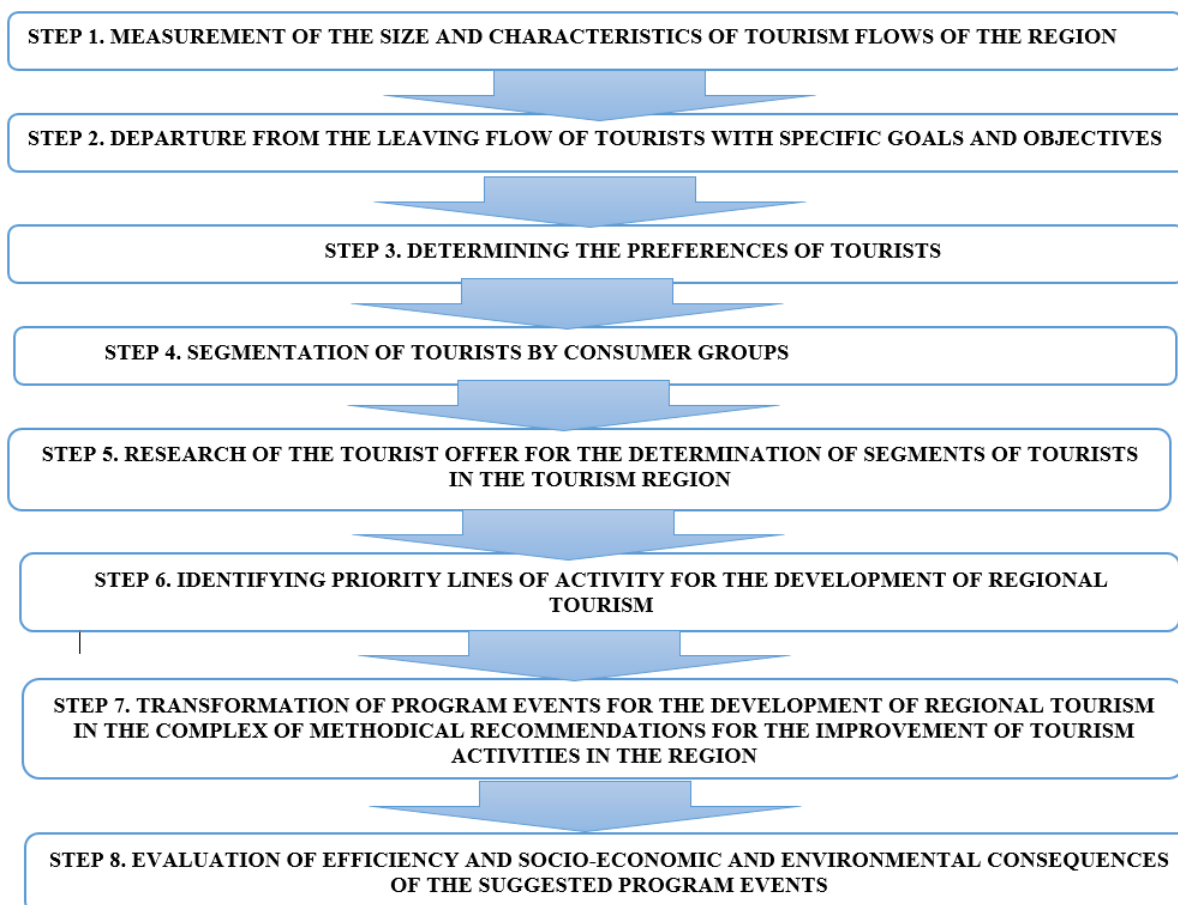 STEP 1. MEASUREMENT OF THE SIZE AND CHARACTERISTICS OF TOURISM FLOWS OF THE REGION
STEP 2. DEPARTURE FROM THE LEAVING FLOW OF TOURISTS WITH SPECIFIC GOALS AND OBJECTIVES
STEP 3. DETERMINING THE PREFERENCES OF TOURISTS
STEP 4. SEGMENTATION OF TOURISTS BY CONSUMER GROUPS
STEP 5. RESEARCH OF THE TOURIST OFFER FOR THE DETERMINATION OF SEGMENTS OF TOURISTS
IN THE TOURISM REGION
STEP 6. IDENTIFYING PRIORITY LINES OF ACTIVITY FOR THE DEVELOPMENT OF REGIONAL
TOURISM
STEP 7. TRANSFORMATION OF PROGRAM EVENTS FOR THE DEVELOPMENT OF REGIONAL TOURISM
IN THE COMPLEX OF METHODICAL RECOMMENDATIONS FOR THE IMPROVEMENT OF TOURISM
ACTIVITIES IN THE REGION
STEP 8. EVALUATION OF EFFICIENCY AND SOCIO-ECONOMIC AND ENVIRONMENTAL CONSEQUENCES
OF THE SUGGESTED PROGRAM EVENTS